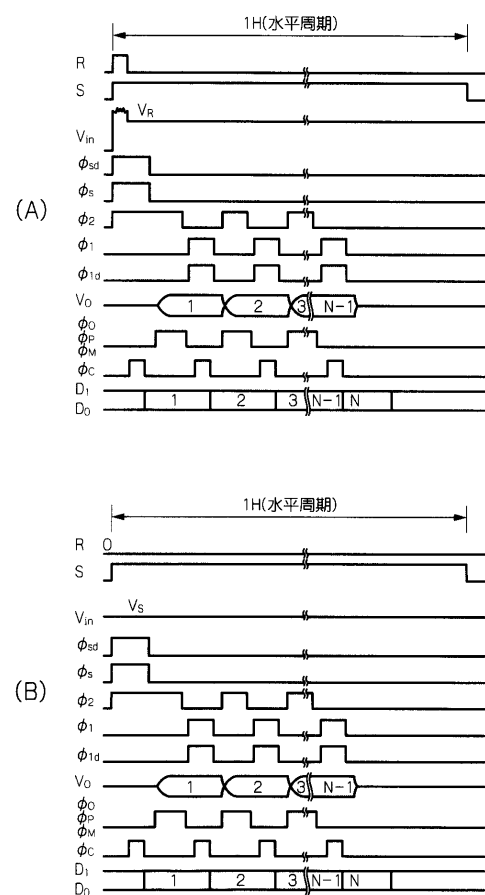 1H(水平周期)
R
S
VR
Vin
φsd
φs
(A)
φ2
φ1
φ1d
VO 1 2 3 N-1
φO
φP
φM
φC
D1
1 2 3 N-1 N
D0
1H(水平周期)
R 0
S
VS
Vin
φsd
φs
(B)
φ2
φ1
φ1d
VO 1 2 3 N-1
φO
φP
φM
φC
D1
1 2 3 N-1 N
D0